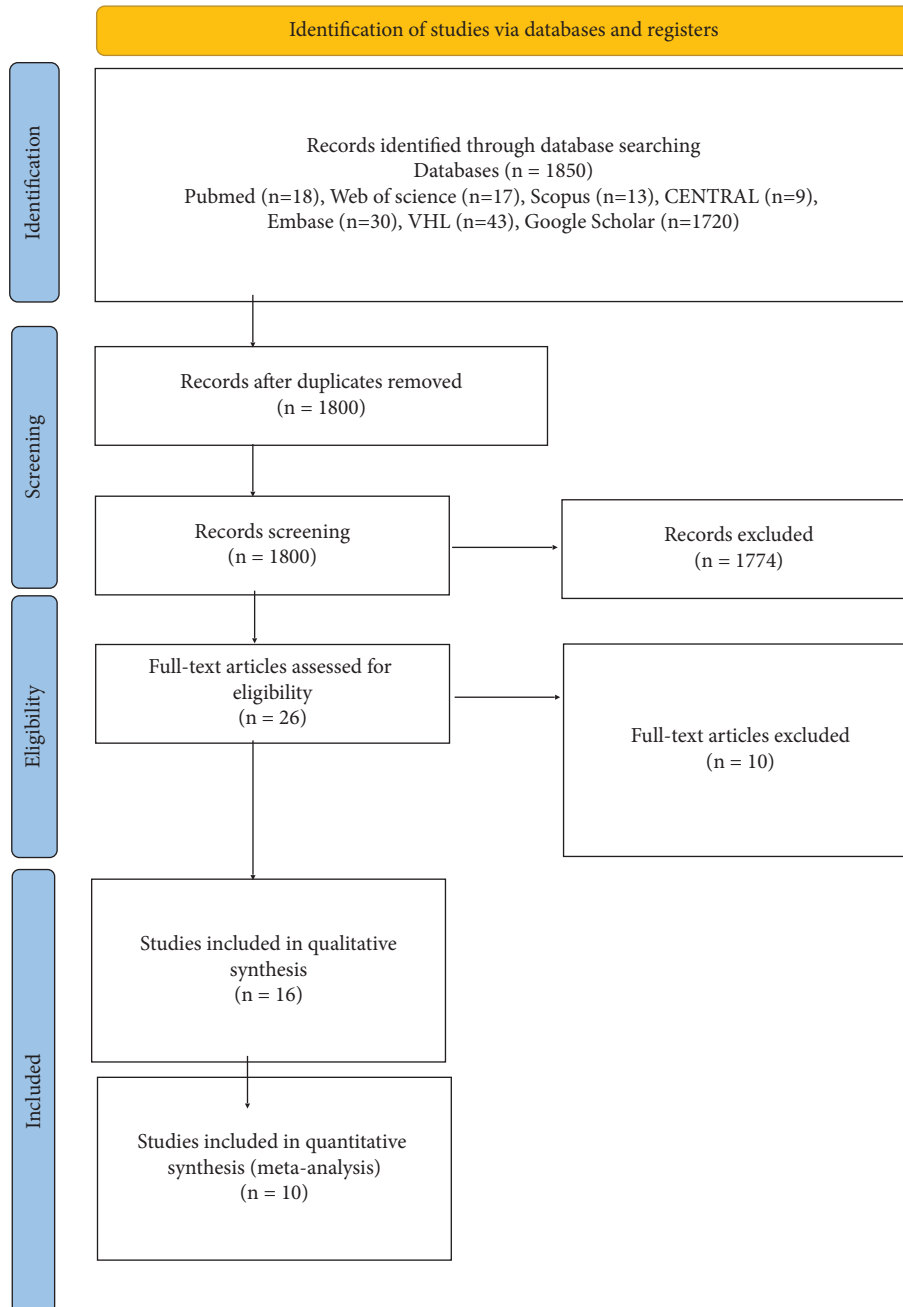 Identification of studies via databases and registers
Identification
Records identified through database searching
Databases (n = 1850)
Pubmed (n=18), Web of science (n=17), Scopus (n=13), CENTRAL (n=9),
Embase (n=30), VHL (n=43), Google Scholar (n=1720)
Screening
Records after duplicates removed
(n = 1800)
Records screening
(n = 1800)
Records excluded
(n = 1774)
Eligibility
Full-text articles assessed for
eligibility
(n = 26)
Full-text articles excluded
(n = 10)
Included
Studies included in qualitative
synthesis
(n = 16)
Studies included in quantitative
synthesis (meta-analysis)
(n = 10)